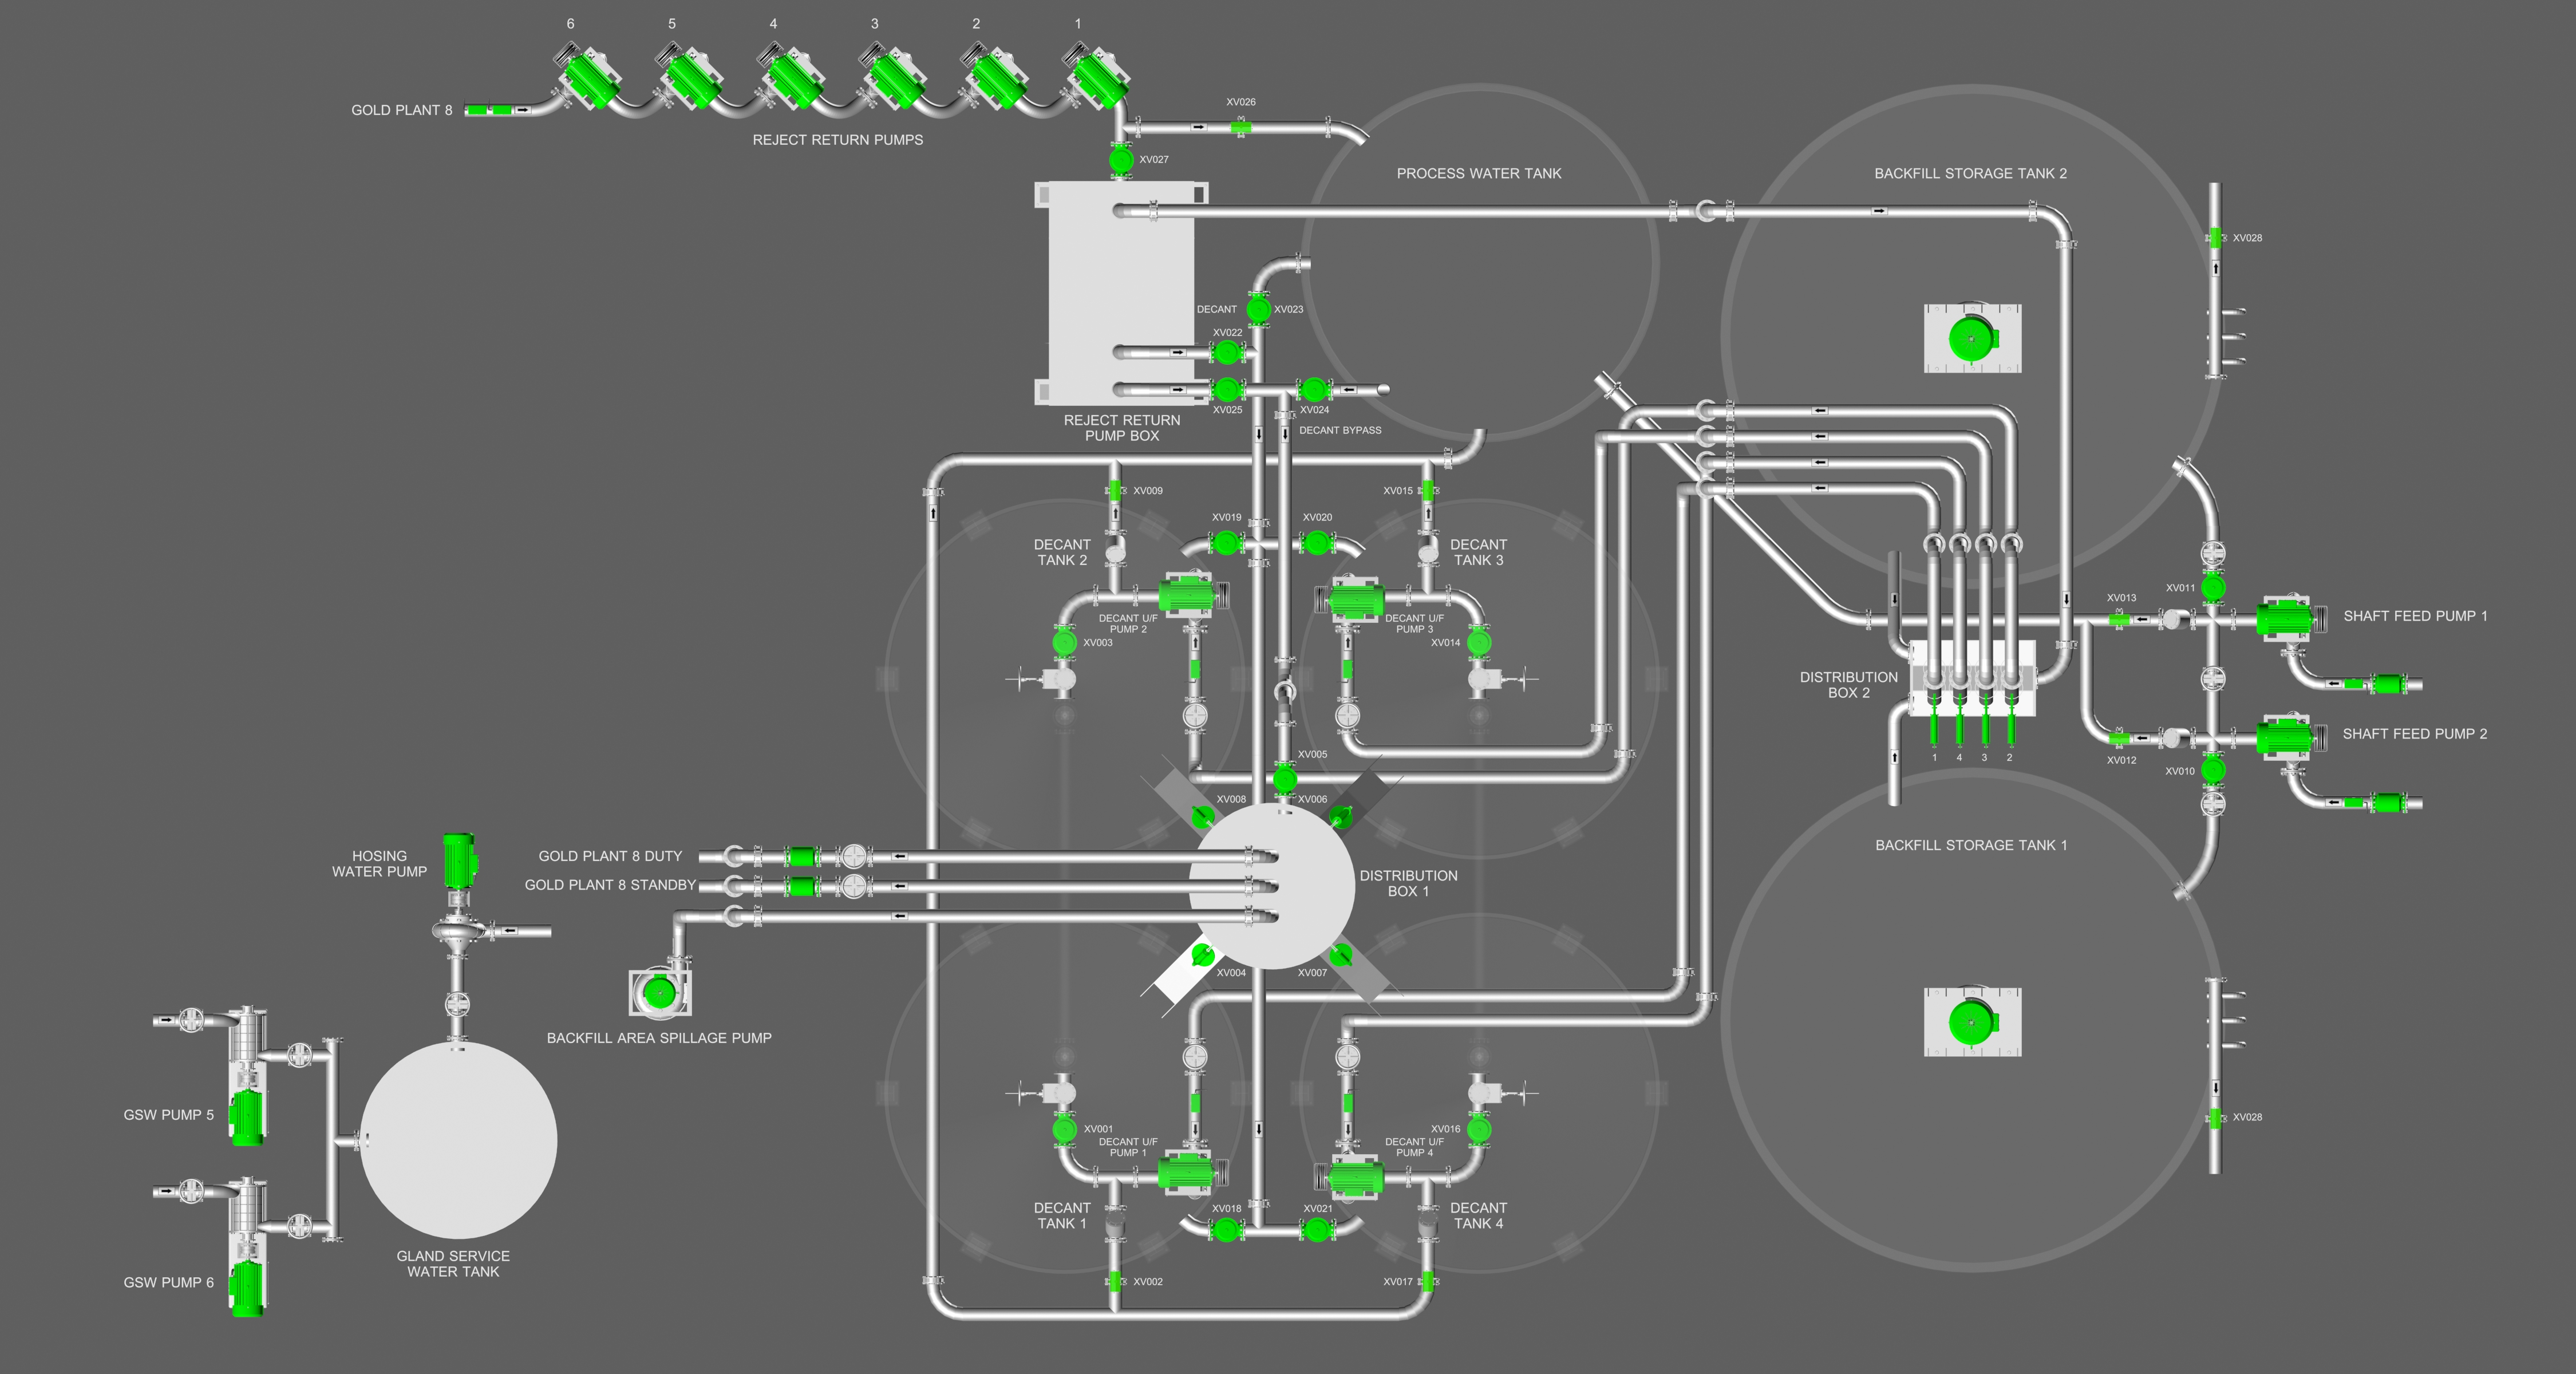 6
5
4
3
2
1
GOLD PLANT 8
REJECT RETURN PUMPS
XV026
XV027
PROCESS WATER TANK
BACKFILL STORAGE TANK 2
XV028
DECANT
XV023
XV022
XV025
XV024
REJECT RETURN
PUMP BOX
DECANT BYPASS
XV009
XV015
XV019
XV020
DECANT
TANK 2
DECANT
TANK 3
DECANT U/F
PUMP 2
DECANT U/F
PUMP 3
XV003
XV014
XV011
XV013
SHAFT FEED PUMP 1
DISTRIBUTION
BOX 2
SHAFT FEED PUMP 2
XV012
XV010
1
4
3
2
XV005
XV008
XV006
BACKFILL STORAGE TANK 1
HOSING
WATER PUMP
GOLD PLANT 8 DUTY
GOLD PLANT 8 STANDBY
DISTRIBUTION
BOX 1
XV004
XV007
BACKFILL AREA SPILLAGE PUMP
GSW PUMP 5
XV001
XV016
DECANT U/F
PUMP 1
DECANT U/F
PUMP 4
XV028
DECANT
TANK 1
XV018
XV021
DECANT
TANK 4
GLAND SERVICE
WATER TANK
GSW PUMP 6
XV002
XV017